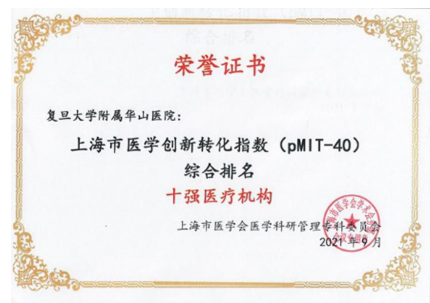 荣誉证书
复旦大学附属华山医院：
上海市医学创新转化指数（pMIT-40）
综合排名
十强医疗机构
上海市医学会医学科研管理专科委员会
2021年9月